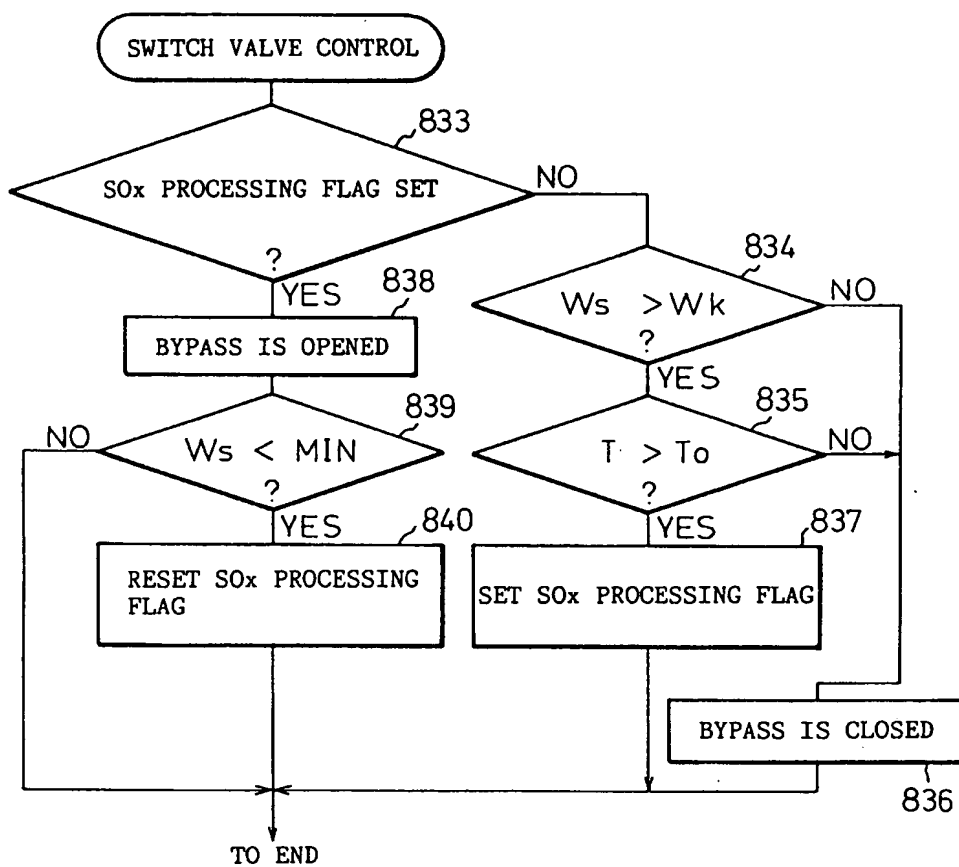 SWITCH VALVE CONTROL
833
SOx PROCESSING FLAG SET
?
NO
YES
838
BYPASS IS OPENED
834
Ws > Wk
?
NO
YES
839
NO
Ws < MIN
?
YES
835
T > To
?
NO
YES
840
RESET SOx PROCESSING
FLAG
837
SET SOx PROCESSING FLAG
BYPASS IS CLOSED
836
TO END